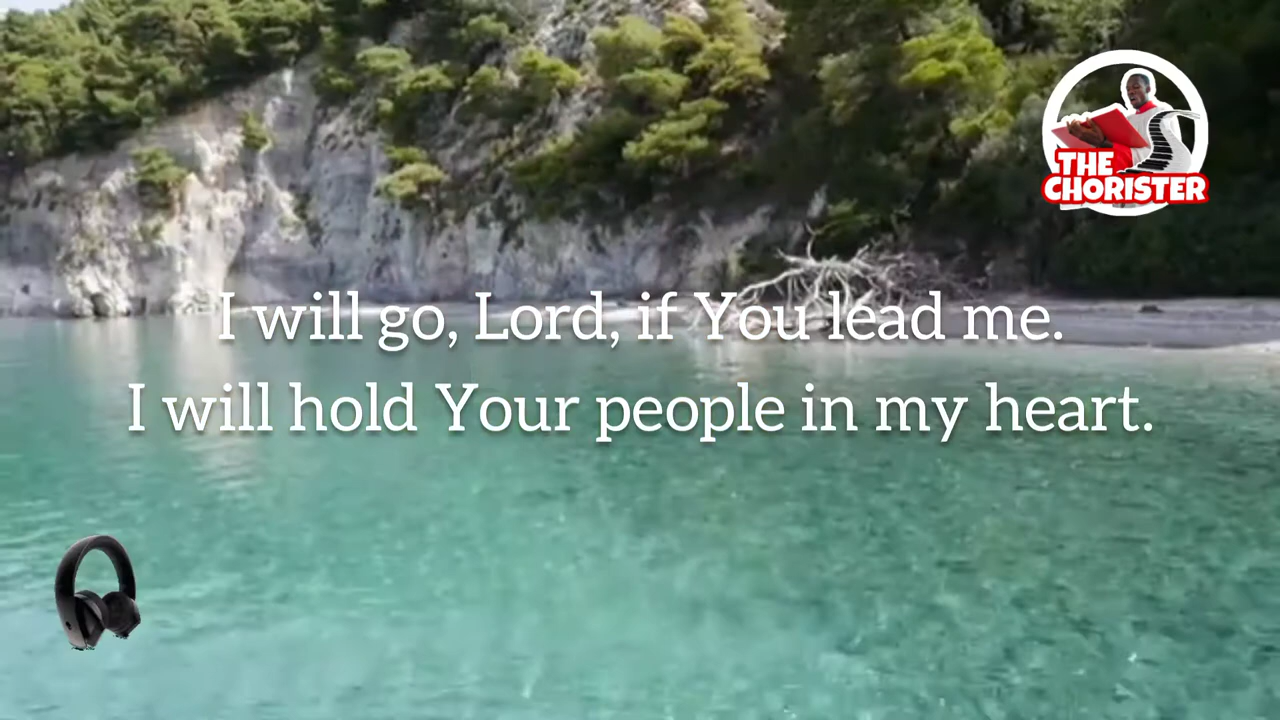 THE
CHORISTER
I will go, Lord, if You lead me.
I will hold Your people in my heart.